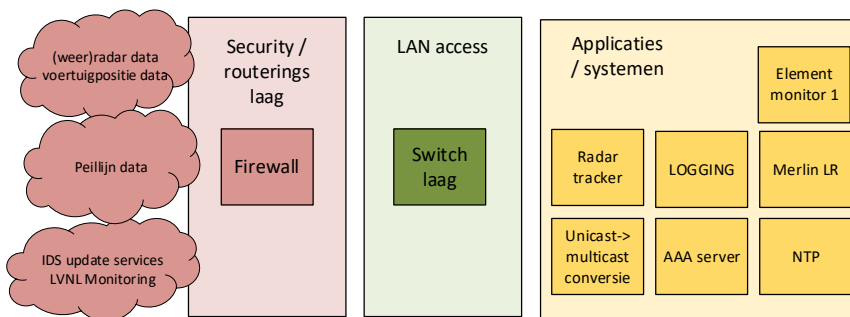 (weer)radar data
voertuigpositie data
Peillijn data
IDS update services
LVNL Monitoring
Security /
routerings
laag
Firewall
LAN access
Switch
laag
Applicaties
/ systemen
Element
monitor 1
Radar
tracker
LOGGING
Merlin LR
Unicast->
multicast
conversie
AAA server
NTP